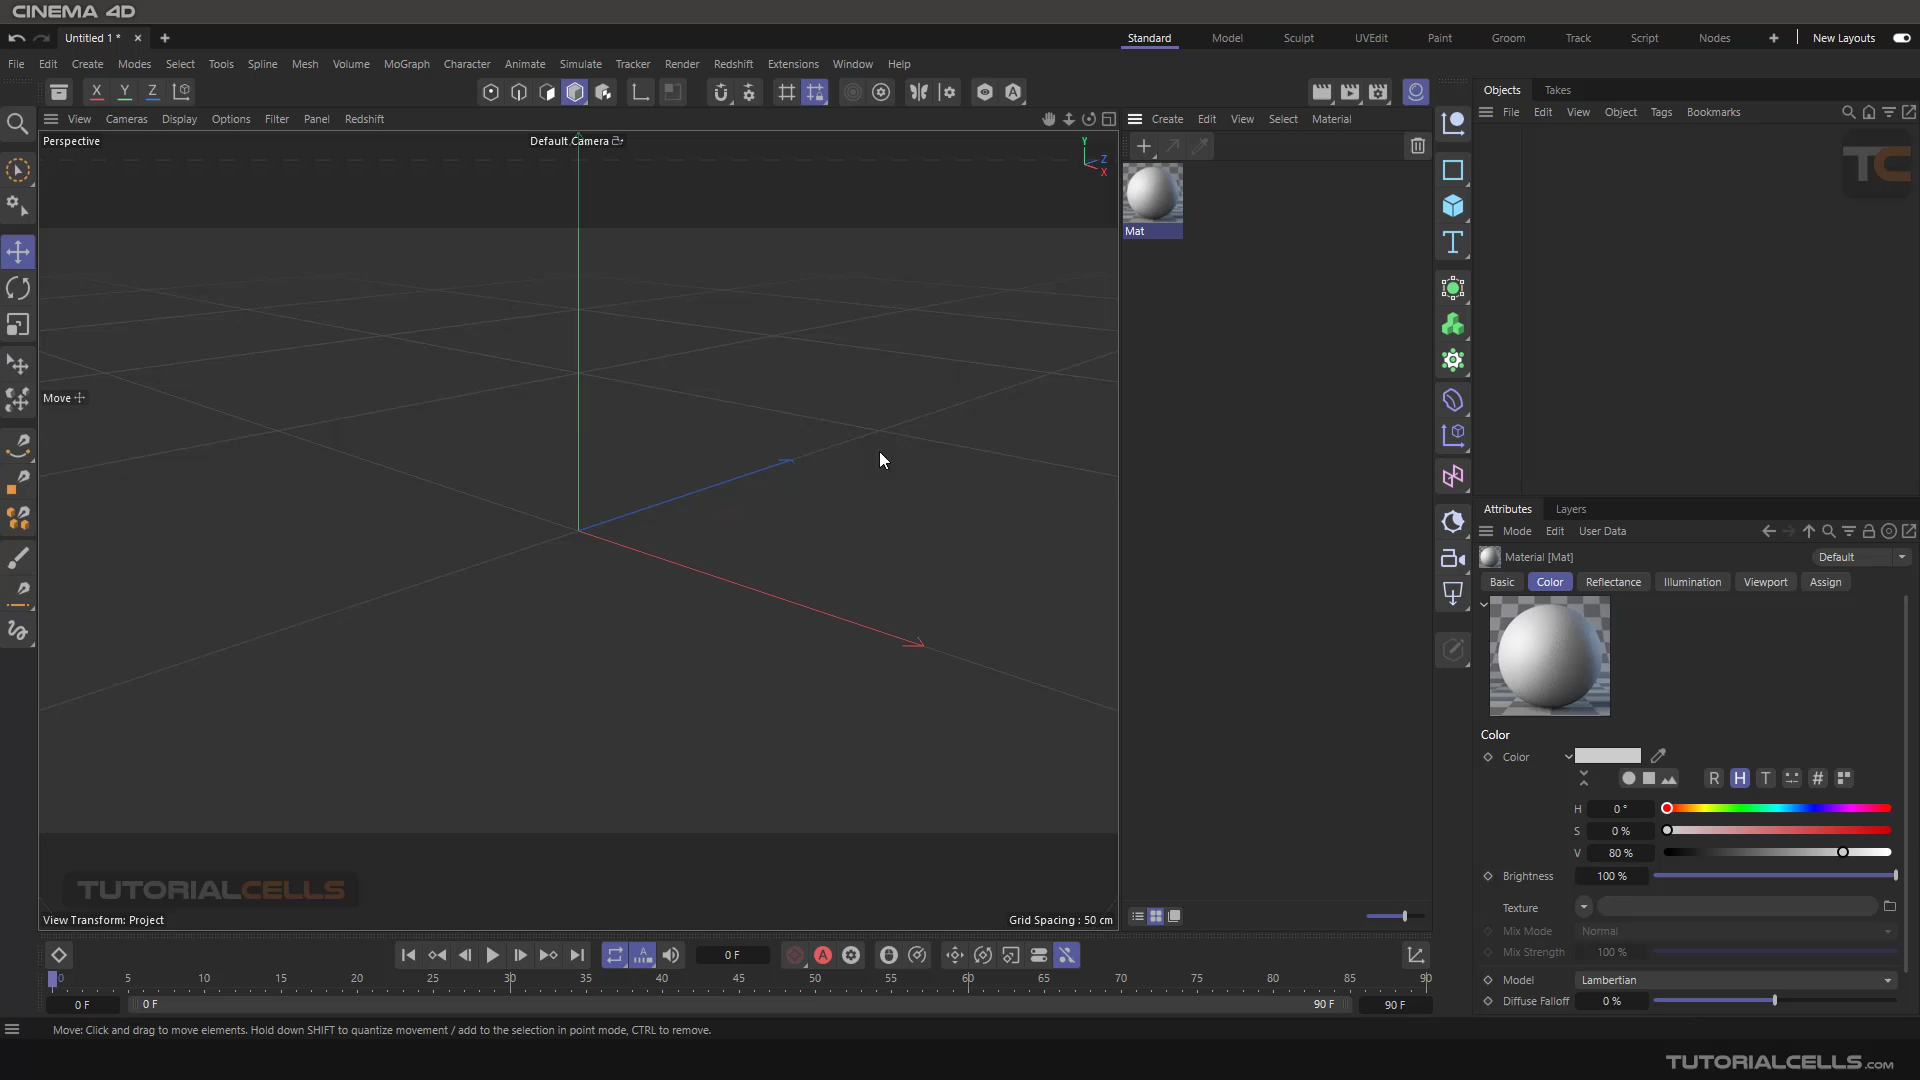 CINEMA 4D
Untitled 1 *
Standard Model Sculpt UVEdit Paint Groom Track Script Nodes New Layouts
File Edit Create Modes Select Tools Spline Mesh Volume MoGraph Character Animate Simulate Tracker Render Redshift Extensions Window Help
X Y Z
Objects Takes
File Edit View Object Tags Bookmarks
View Cameras Display Options Filter Panel Redshift
Create Edit View Select Material
Perspective
Default Camera
Y
Z
X
TC
Mat
Move
Attributes Layers
Mode Edit User Data
Material [Mat]
Default
Basic Color Reflectance Illumination Viewport Assign
Color
Color
R H T #
H 0 °
S 0 %
V 80 %
Brightness 100 %
Texture
Mix Mode Normal
Mix Strength 100 %
Model Lambertian
Diffuse Falloff 0 %
TUTORIALCELLS
View Transform: Project
Grid Spacing : 50 cm
0 F
0 5 10 15 20 25 30 35 40 45 50 55 60 65 70 75 80 85 90
0 F 0 F 90 F 90 F
Move: Click and drag to move elements. Hold down SHIFT to quantize movement / add to the selection in point mode, CTRL to remove.
TUTORIALCELLS.COM